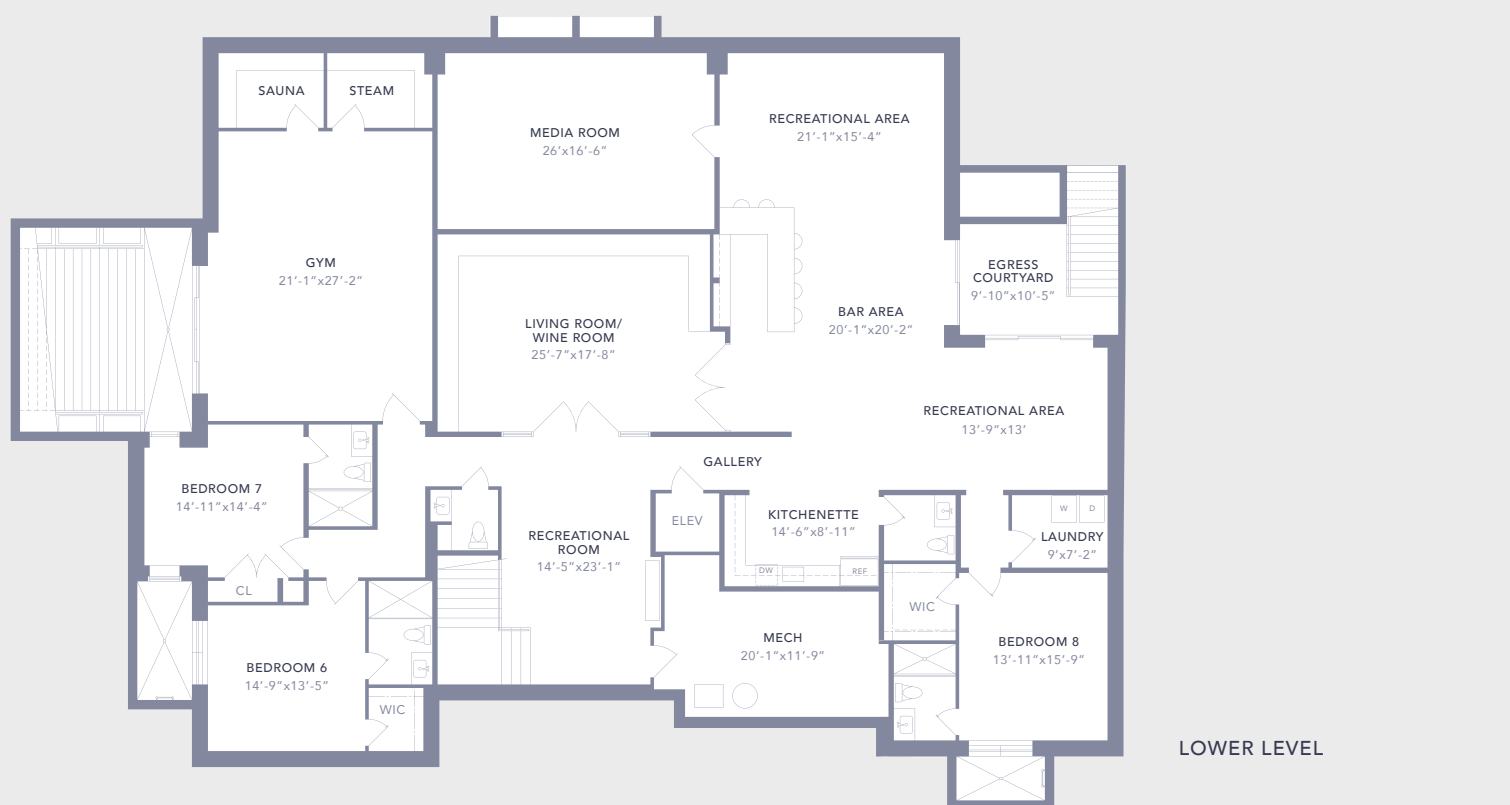 SAUNA
STEAM
MEDIA ROOM
26'x16'-6"
RECREATIONAL AREA
21'-1"x15'-4"
GYM
21'-1"x27'-2"
EGRESS
COURTYARD
9'-10"x10'-5"
LIVING ROOM/
WINE ROOM
25'-7"x17'-8"
BAR AREA
20'-1"x20'-2"
RECREATIONAL AREA
13'-9"x13'
GALLERY
BEDROOM 7
14'-11"x14'-4"
ELEV
KITCHENETTE
14'-6"x8'-11"
W
D
LAUNDRY
9'x7'-2"
RECREATIONAL
ROOM
14'-5"x23'-1"
DW
REF
CL
WIC
MECH
20'-1"x11'-9"
BEDROOM 8
13'-11"x15'-9"
BEDROOM 6
14'-9"x13'-5"
WIC
LOWER LEVEL